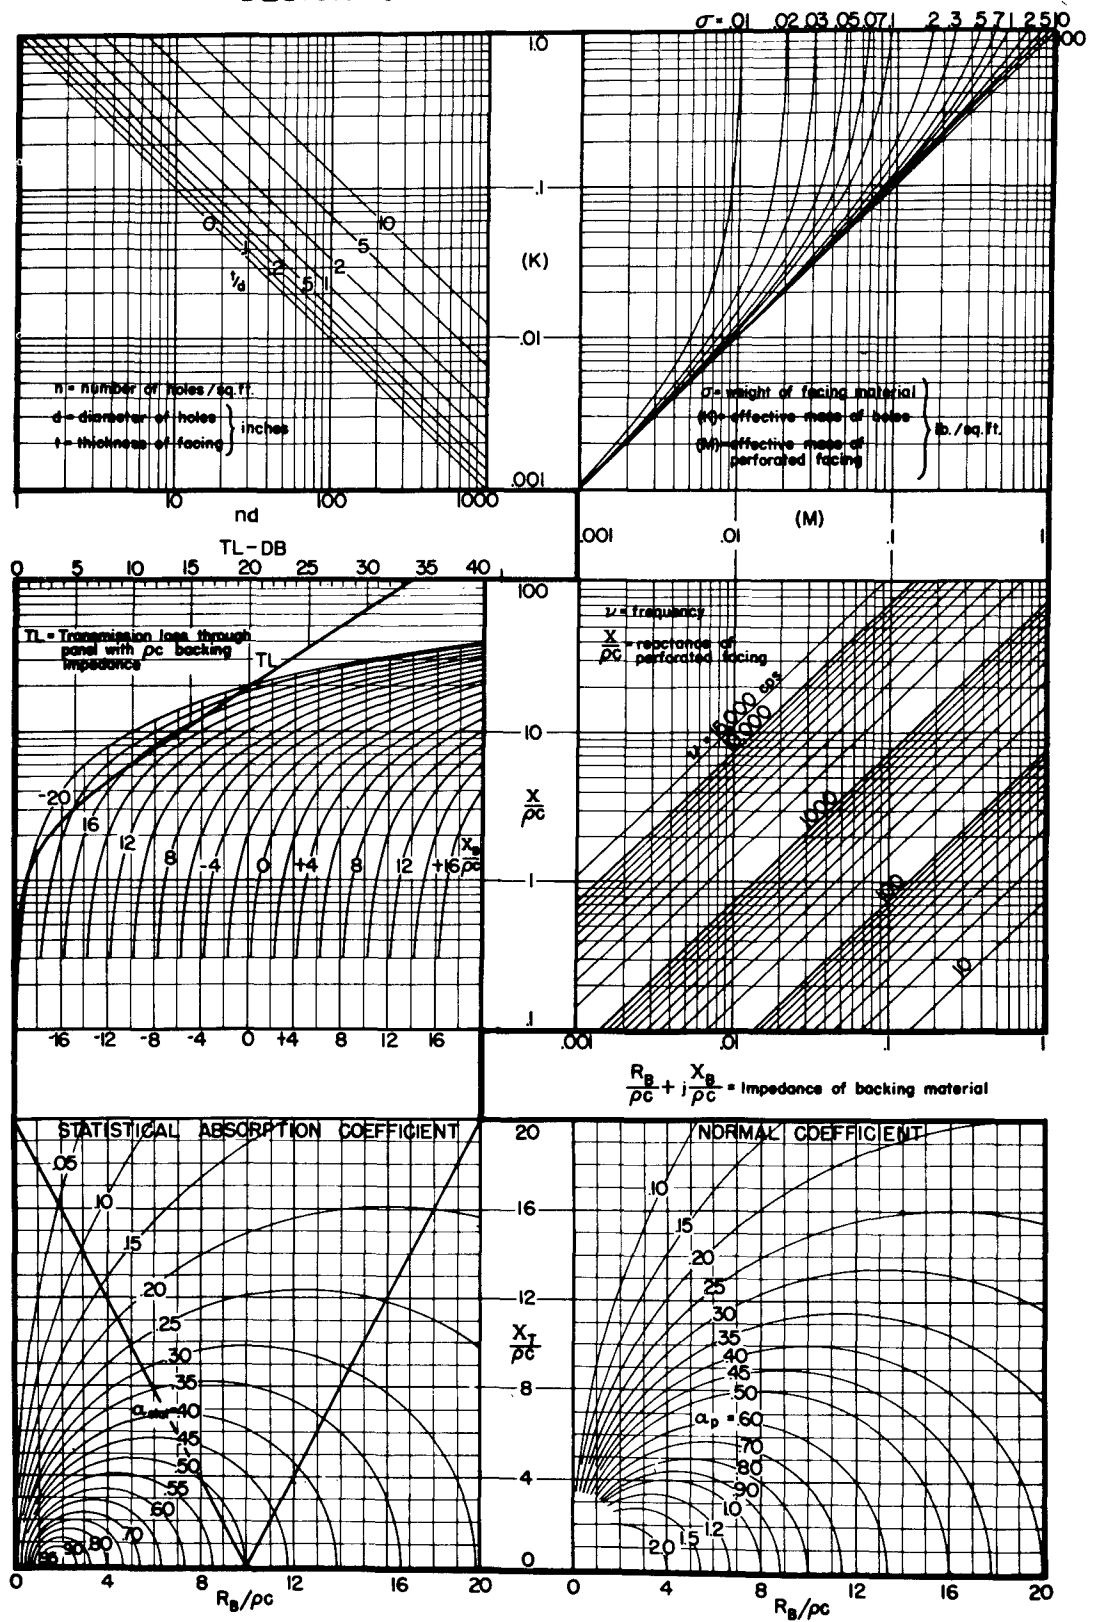 σ = .01 .02 .03 .05 .07 .1 .2 .3 .5 .7 1 2 5 10
100
1.0
.1
(K)
.01
.001
0
.1
.2
.5
1
2
5
10
t/d
n = number of holes/sq.ft.
d = diameter of holes
t = thickness of facing
inches
10 100 1000
nd
σ = weight of facing material
(K) = effective mass of holes
(M) = effective mass of
perforated facing
lb./sq.ft.
(M)
.001 .01 .1 1
TL-DB
0 5 10 15 20 25 30 35 40
TL = Transmission loss through
panel with ρc backing
impedance
TL
-20
16
12
8
-4
0
+4
8
12
+16
X_B/ρc
-16 -12 -8 -4 0 +4 8 12 16
100
10
X/ρc
1
.1
ν = frequency
X/ρc = reactance of
perforated facing
ν = 15,000 cps
10,000
1000
100
10
.001 .01 .1 1
R_B/ρc + j X_B/ρc = Impedance of backing material
STATISTICAL ABSORPTION COEFFICIENT
.05
.10
.15
.20
.25
.30
.35
α stat = .40
.45
.50
.55
.60
.70
.80
.90
.95
0 4 8 12 16 20
R_B/ρc
20
16
12
X_T/ρc
8
4
0
NORMAL COEFFICIENT
.10
.15
.20
.25
.30
.35
.40
.45
.50
α_p = .60
.70
.80
.90
1.0
1.2
1.5
2.0
0 4 8 12 16 20
R_B/ρc